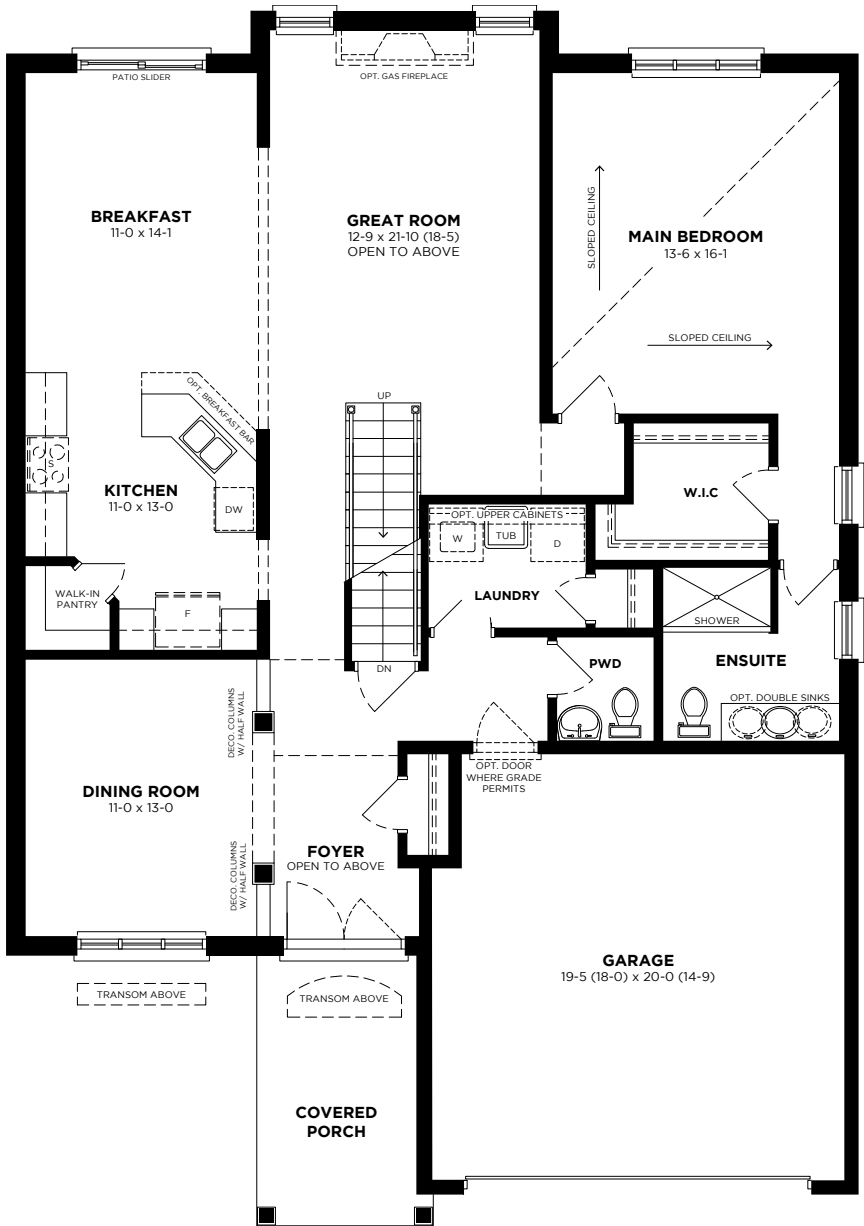 PATIO SLIDER
OPT. GAS FIREPLACE
BREAKFAST
11-0 x 14-1
GREAT ROOM
12-9 x 21-10 (18-5)
OPEN TO ABOVE
SLOPED CEILING
MAIN BEDROOM
13-6 x 16-1
SLOPED CEILING
OPT. BREAKFAST BAR
UP
S
KITCHEN
11-0 x 13-0
DW
W.I.C
OPT. UPPER CABINETS
W
TUB
D
WALK-IN
PANTRY
F
LAUNDRY
SHOWER
DN
PWD
ENSUITE
OPT. DOUBLE SINKS
DECO. COLUMNS
W/ HALF WALL
OPT. DOOR
WHERE GRADE
PERMITS
DINING ROOM
11-0 x 13-0
DECO. COLUMNS
W/ HALF WALL
FOYER
OPEN TO ABOVE
GARAGE
19-5 (18-0) x 20-0 (14-9)
TRANSOM ABOVE
TRANSOM ABOVE
COVERED
PORCH